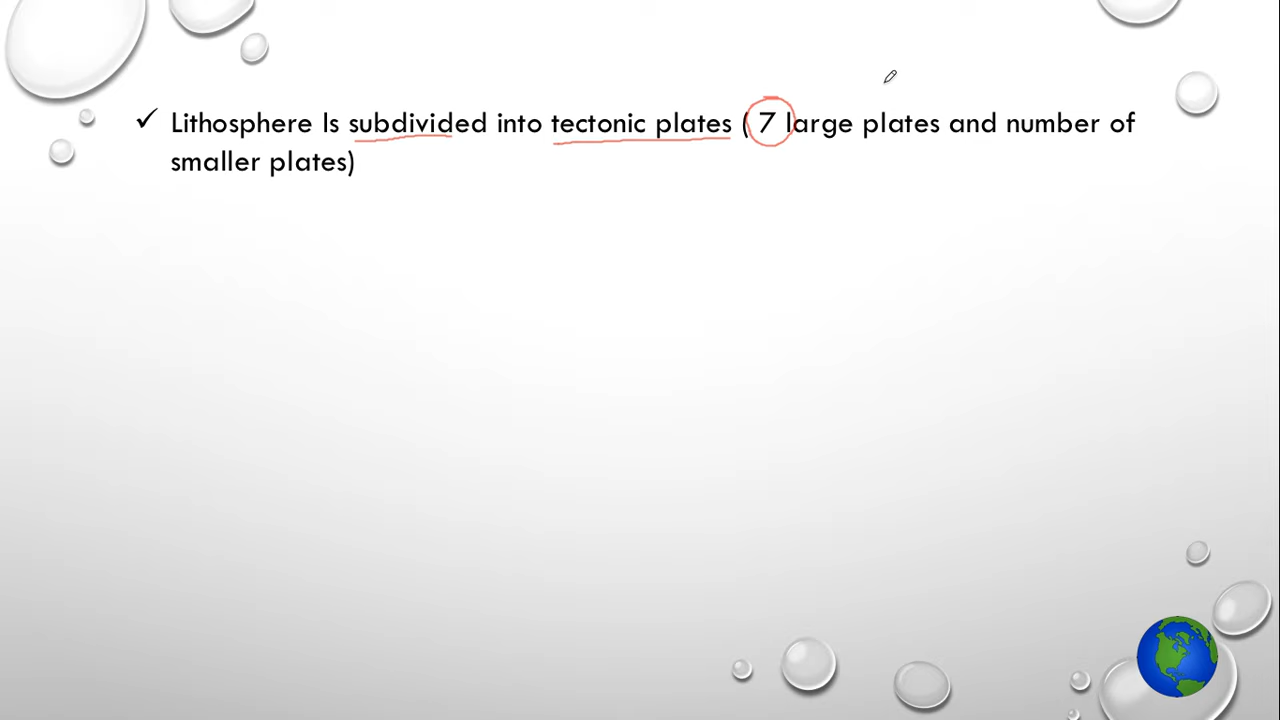 ✓ Lithosphere Is subdivided into tectonic plates ( 7 large plates and number of
smaller plates)